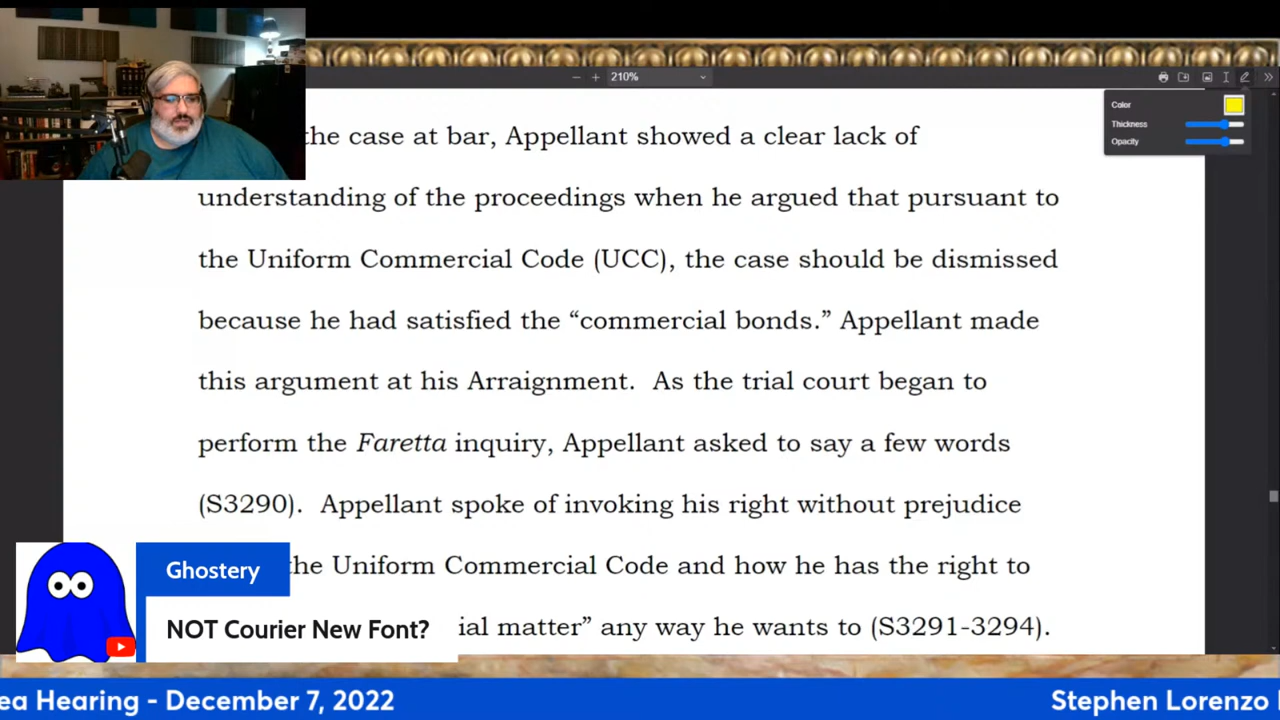 210%
Color
Thickness
Opacity
the case at bar, Appellant showed a clear lack of
understanding of the proceedings when he argued that pursuant to
the Uniform Commercial Code (UCC), the case should be dismissed
because he had satisfied the “commercial bonds.” Appellant made
this argument at his Arraignment. As the trial court began to
perform the Faretta inquiry, Appellant asked to say a few words
(S3290). Appellant spoke of invoking his right without prejudice
the Uniform Commercial Code and how he has the right to
ial matter” any way he wants to (S3291-3294).
Ghostery
NOT Courier New Font?
ea Hearing - December 7, 2022
Stephen Lorenzo